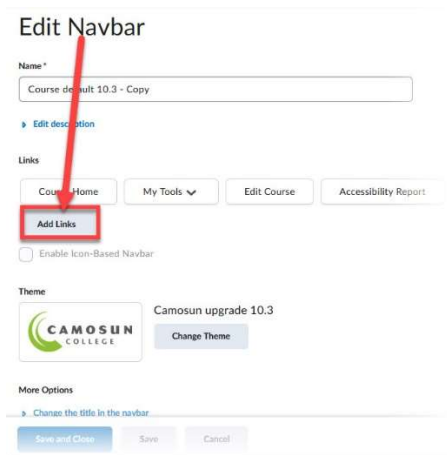 Edit Navbar
Name *
Course default 10.3 - Copy
Edit description
Links
Course Home My Tools Edit Course Accessibility Report
Add Links
Enable Icon-Based Navbar
Theme
CAMOSUN
COLLEGE
Camosun upgrade 10.3
Change Theme
More Options
Change the title in the navbar
Save and Close Save Cancel